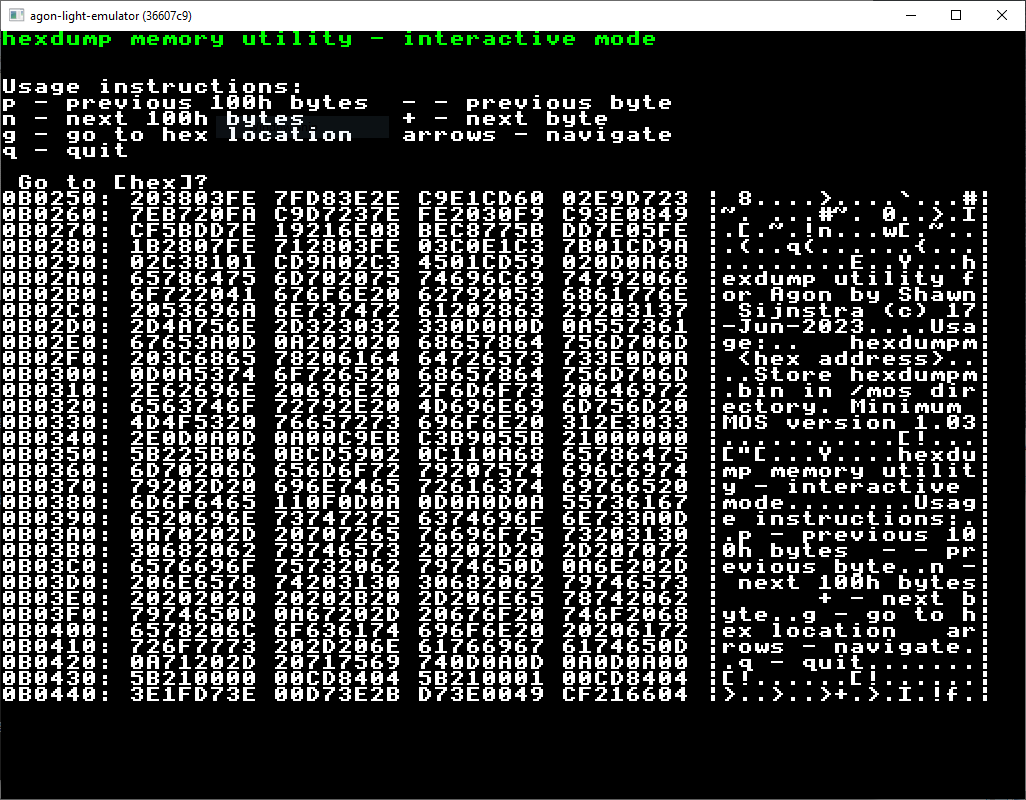 agon-light-emulator (36607c9)
hexdump memory utility - interactive mode
Usage instructions:
p - previous 100h bytes  - - previous byte
n - next 100h bytes      + - next byte
g - go to hex location   arrows - navigate
q - quit
Go to [hex]?
0B0250: 203803FE 7FD83E2E C9E1CD60 02E9D723 | 8....>....`...#|
0B0260: 7EB720FA C9D7237E FE2030F9 C93E0849 |~. ...#~. 0..>.I|
0B0270: CF5BDD7E 19216E08 BEC8775B DD7E05FE |.[.~.!n...w[.~..|
0B0280: 1B2807FE 712803FE 03C0E1C3 7B01CD9A |.(..q(......{...|
0B0290: 02C38101 CD9A02C3 4501CD59 020D0A68 |........E..Y...h|
0B02A0: 65786475 6D702075 74696C69 74792066 |exdump utility f|
0B02B0: 6F722041 676F6E20 62792053 6861776E |or Agon by Shawn|
0B02C0: 2053696A 6E737472 61202863 29203137 | Sijnstra (c) 17|
0B02D0: 2D4A756E 2D323032 330D0A0D 0A557361 |-Jun-2023....Usa|
0B02E0: 67653A0D 0A202020 68657864 756D706D |ge:..   hexdumpm|
0B02F0: 203C6865 78206164 64726573 733E0D0A | <hex address>..|
0B0300: 0D0A5374 6F726520 68657864 756D706D |..Store hexdumpm|
0B0310: 2E62696E 20696E20 2F6D6F73 20646972 |.bin in /mos dir|
0B0320: 6563746F 72792E20 4D696E69 6D756D20 |ectory. Minimum |
0B0330: 4D4F5320 76657273 696F6E20 312E3033 |MOS version 1.03|
0B0340: 2E0D0A0D 0A00C9EB C3B9055B 21000000 |...........[!...|
0B0350: 5B225B06 0BCD5902 0C110A68 65786475 |["[...Y....hexdu|
0B0360: 6D70206D 656D6F72 79207574 696C6974 |mp memory utilit|
0B0370: 79202D20 696E7465 72616374 69766520 |y - interactive |
0B0380: 6D6F6465 110F0D0A 0D0A0D0A 55736167 |mode........Usag|
0B0390: 6520696E 73747275 6374696F 6E733A0D |e instructions:.|
0B03A0: 0A70202D 20707265 76696F75 73203130 |.p - previous 10|
0B03B0: 30682062 79746573 20202D20 2D207072 |0h bytes  - - pr|
0B03C0: 6576696F 75732062 7974650D 0A6E202D |evious byte..n -|
0B03D0: 206E6578 74203130 30682062 79746573 | next 100h bytes|
0B03E0: 20202020 20202B20 2D206E65 78742062 |      + - next b|
0B03F0: 7974650D 0A67202D 20676F20 746F2068 |yte..g - go to h|
0B0400: 6578206C 6F636174 696F6E20 20206172 |ex location   ar|
0B0410: 726F7773 202D206E 61766967 6174650D |rows - navigate.|
0B0420: 0A71202D 20717569 740D0A0D 0A0D0A00 |.q - quit.......|
0B0430: 5B210000 00CD8404 5B210001 00CD8404 |[!......[!......|
0B0440: 3E1FD73E 00D73E2B D73E0049 CF216604 |>..>..>+.>.I.!f.|